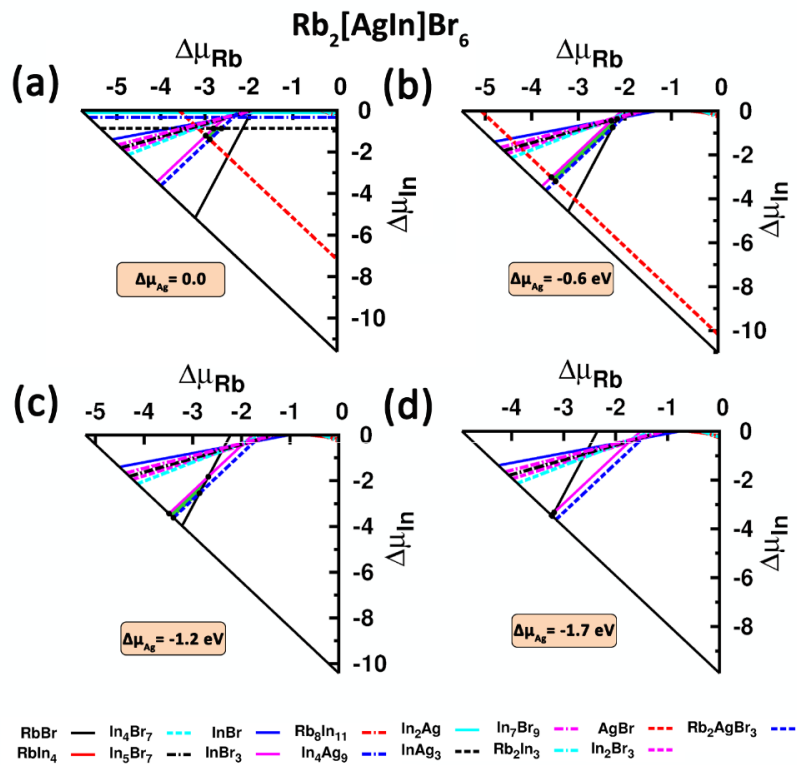 Rb2[AgIn]Br6
(a) ΔμRb
-5 -4 -3 -2 -1 0
0
-2
-4
-6
-8
-10
ΔμIn
ΔμAg = 0.0
(b) ΔμRb
-5 -4 -3 -2 -1 0
0
-2
-4
-6
-8
-10
ΔμIn
ΔμAg = -0.6 eV
(c) ΔμRb
-5 -4 -3 -2 -1 0
0
-2
-4
-6
-8
-10
ΔμIn
ΔμAg = -1.2 eV
(d) ΔμRb
-4 -3 -2 -1 0
0
-2
-4
-6
-8
ΔμIn
ΔμAg = -1.7 eV
RbBr In4Br7 InBr Rb8In11 In2Ag In7Br9 AgBr Rb2AgBr3
RbIn4 In5Br7 InBr3 In4Ag9 InAg3 Rb2In3 In2Br3